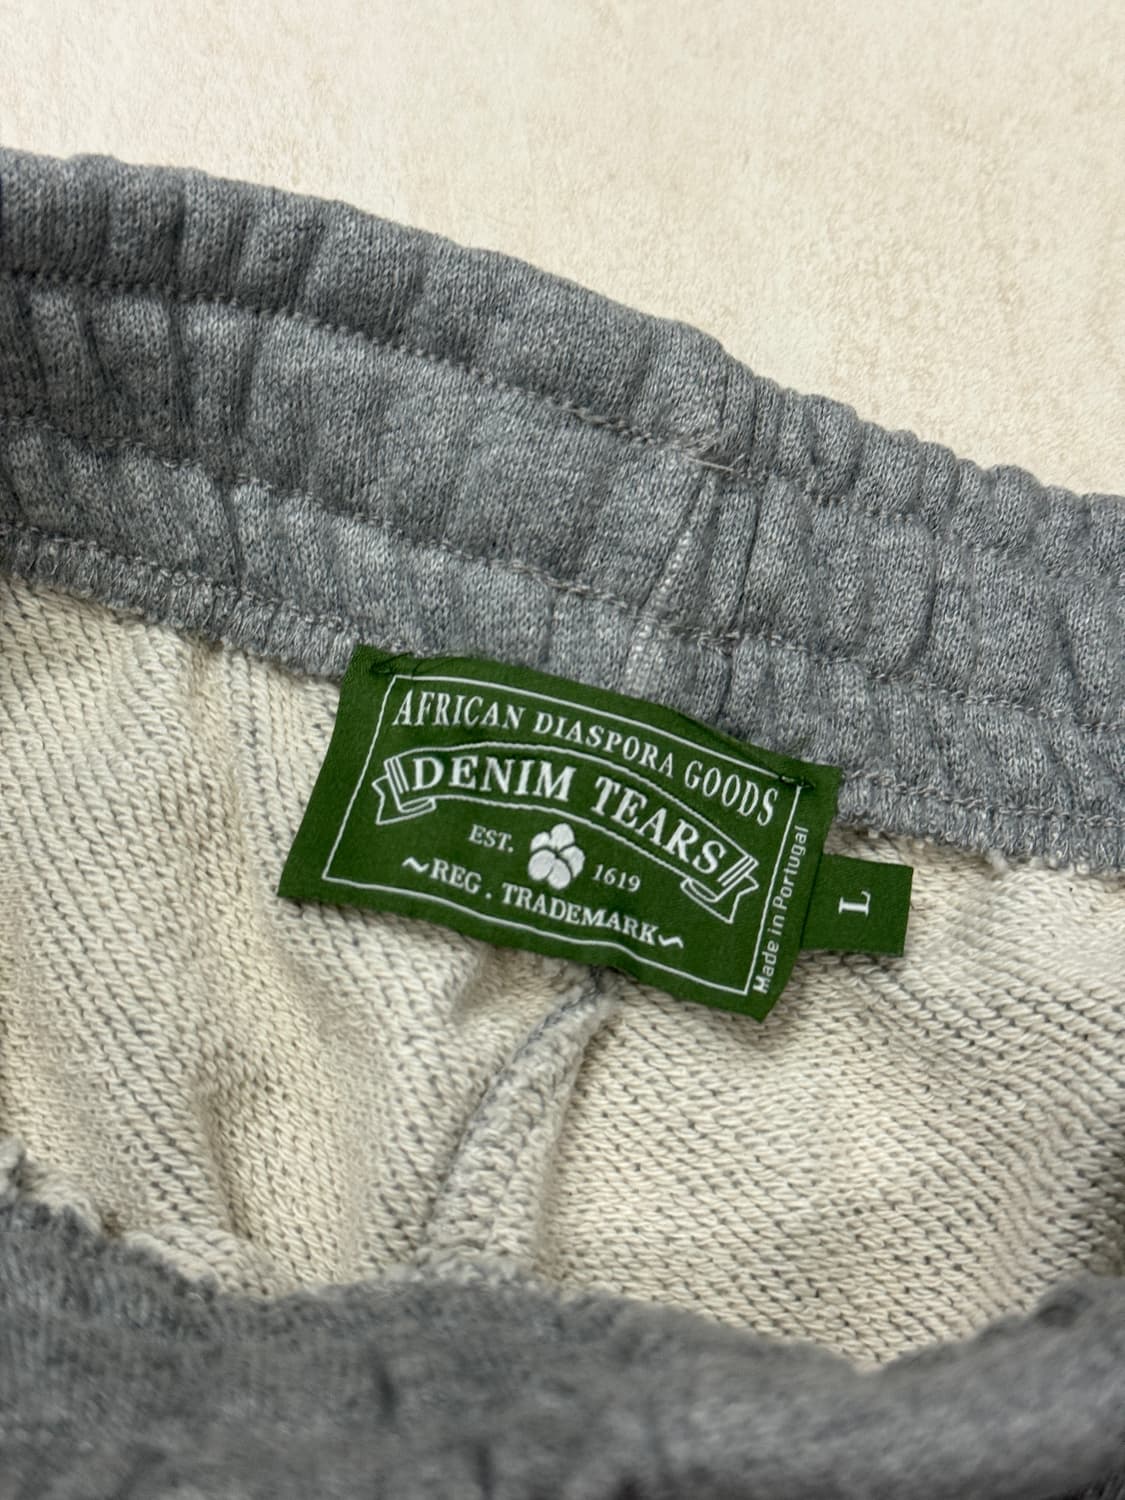 AFRICAN DIASPORA GOODS
DENIM TEARS
EST. 1619
~REG. TRADEMARK~
Made in Portugal
L